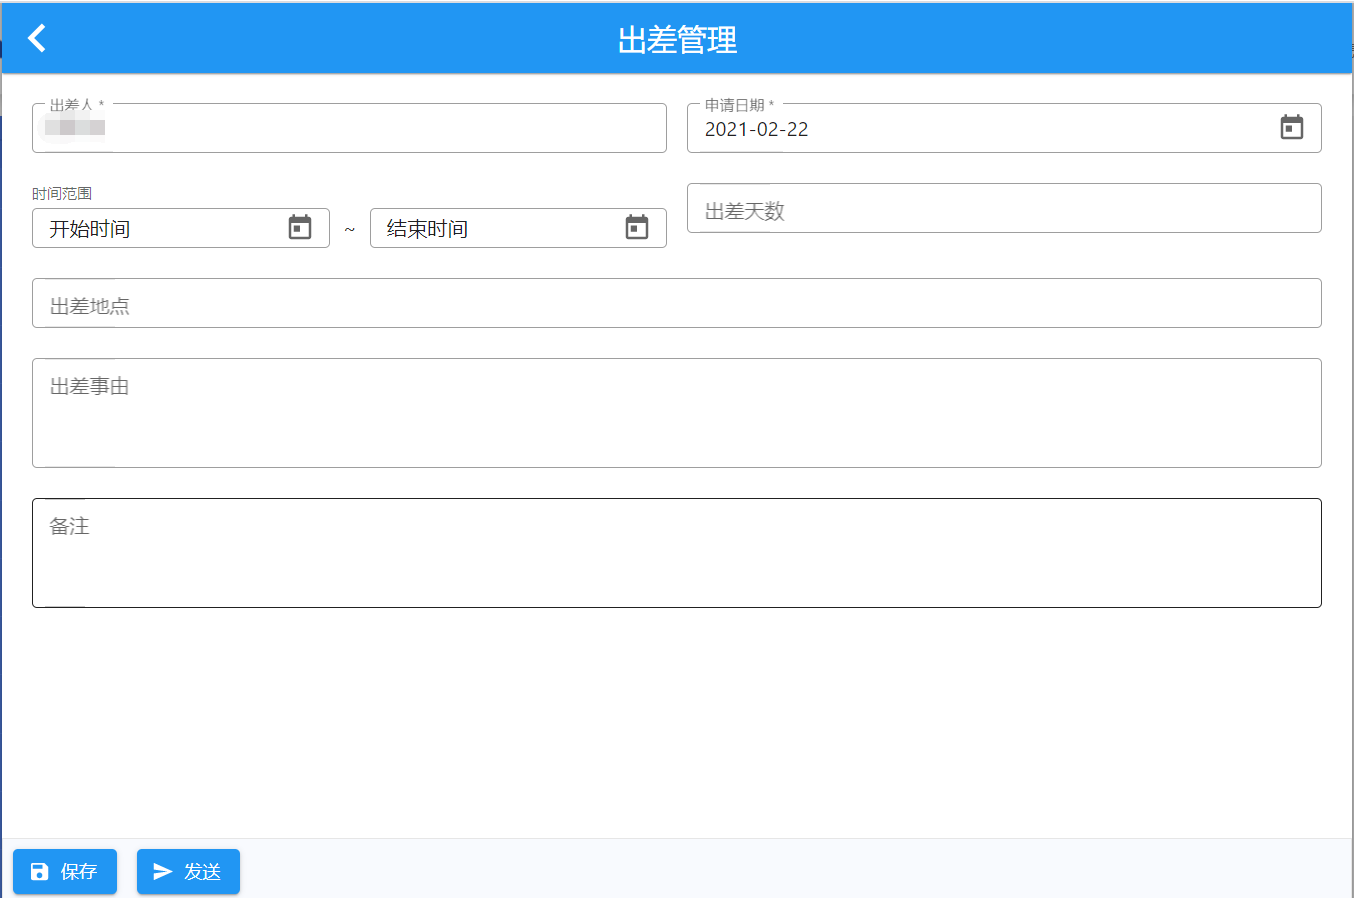 出差管理
出差人 *
申请日期 *
2021-02-22
时间范围
开始时间 ~ 结束时间
出差天数
出差地点
出差事由
备注
保存 发送